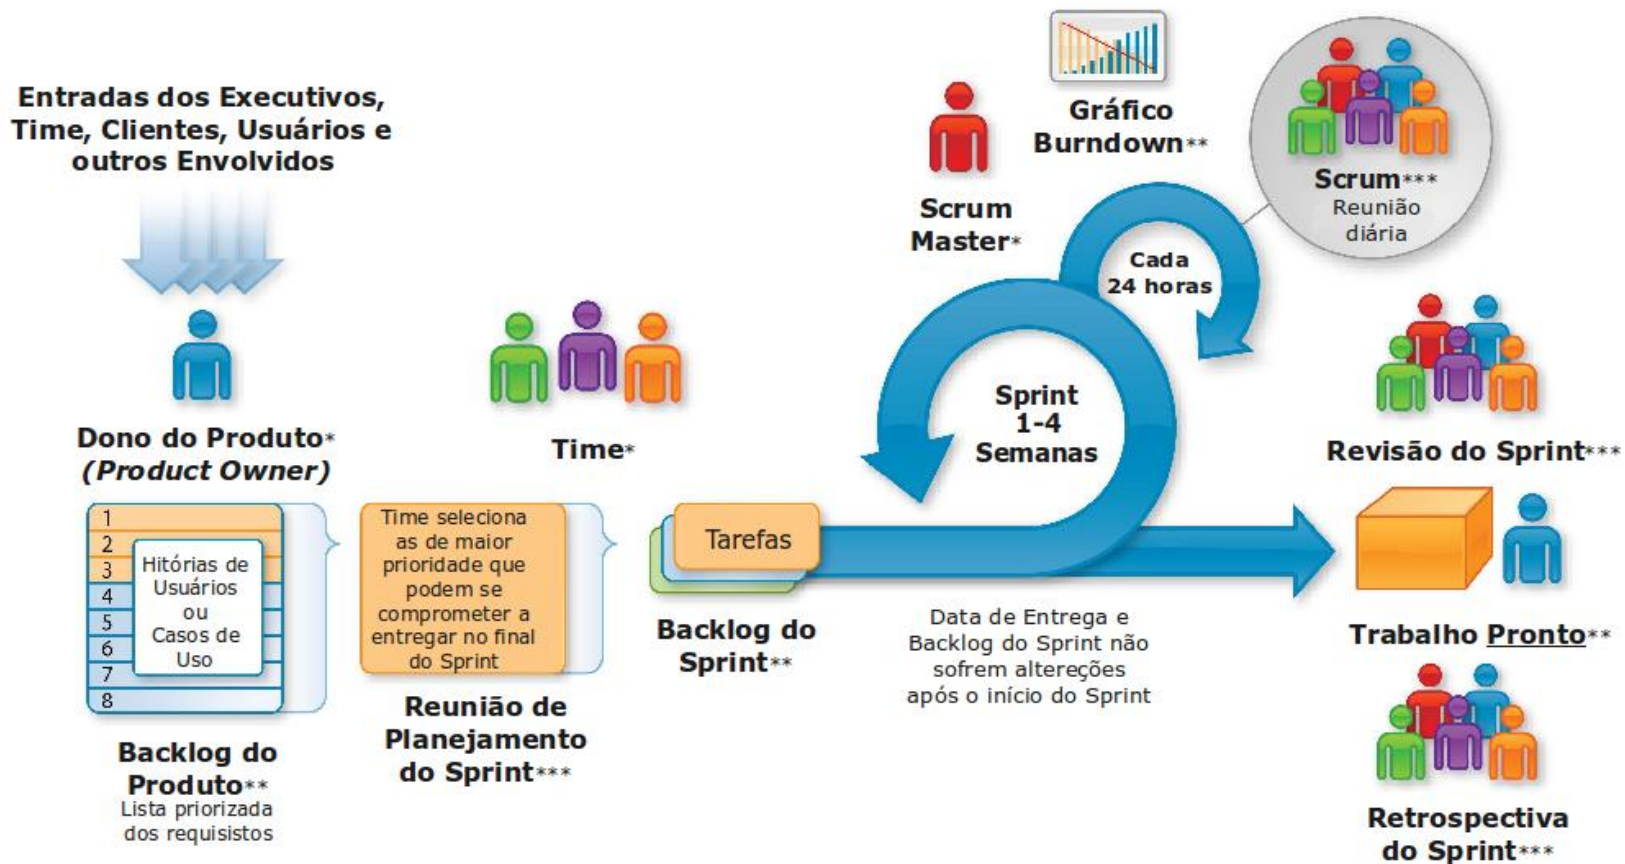 Entradas dos Executivos,
Time, Clientes, Usuários e
outros Envolvidos
Dono do Produto*
(Product Owner)
1
2
3
4
5
6
7
8
Hitórias de
Usuários
ou
Casos de
Uso
Backlog do
Produto**
Lista priorizada
dos requisistos
Time*
Time seleciona
as de maior
prioridade que
podem se
comprometer a
entregar no final
do Sprint
Reunião de
Planejamento
do Sprint***
Tarefas
Backlog do
Sprint**
Scrum
Master*
Gráfico
Burndown**
Cada
24 horas
Scrum***
Reunião
diária
Sprint
1-4
Semanas
Data de Entrega e
Backlog do Sprint não
sofrem altereções
após o início do Sprint
Revisão do Sprint***
Trabalho Pronto**
Retrospectiva
do Sprint***